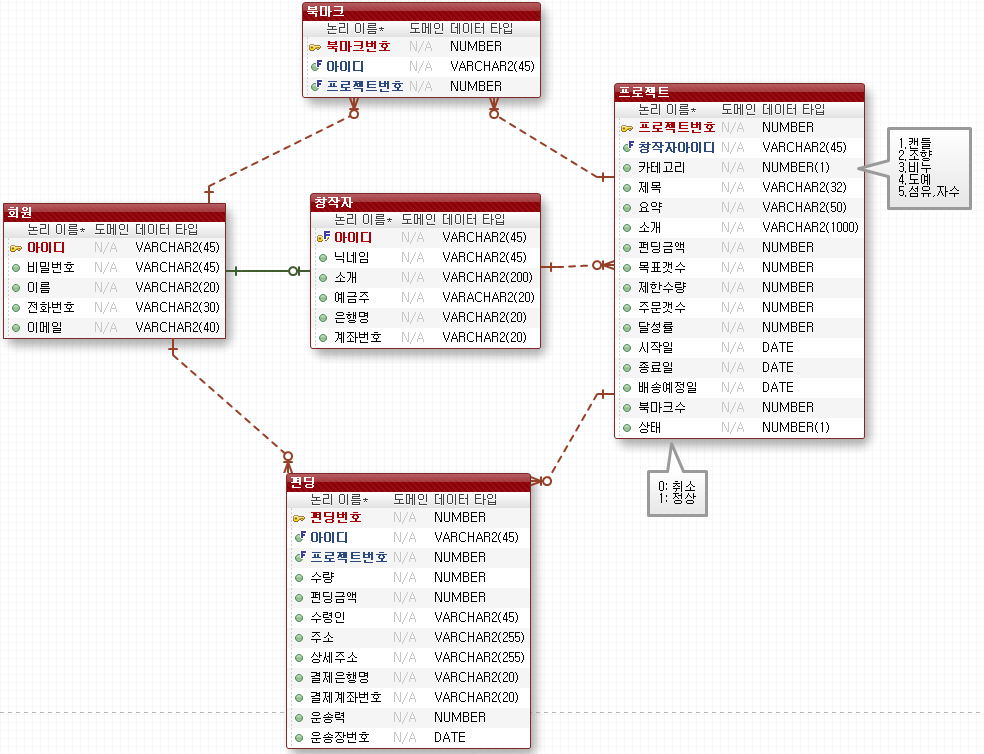 북마크
논리 이름* 도메인 데이터 타입
북마크번호 N/A NUMBER
아이디 N/A VARCHAR2(45)
프로젝트번호 N/A NUMBER
프로젝트
논리 이름* 도메인 데이터 타입
프로젝트번호 N/A NUMBER
창작자아이디 N/A VARCHAR2(45)
카테고리 N/A NUMBER(1)
제목 N/A VARCHAR2(32)
요약 N/A VARCHAR2(50)
소개 N/A VARCHAR2(1000)
펀딩금액 N/A NUMBER
목표갯수 N/A NUMBER
제한수량 N/A NUMBER
주문갯수 N/A NUMBER
달성률 N/A NUMBER
시작일 N/A DATE
종료일 N/A DATE
배송예정일 N/A DATE
북마크수 N/A NUMBER
상태 N/A NUMBER(1)
1.캔들
2.조향
3.비누
4.도예
5.섬유,자수
0: 취소
1: 정상
회원
논리 이름* 도메인 데이터 타입
아이디 N/A VARCHAR2(45)
비밀번호 N/A VARCHAR2(45)
이름 N/A VARCHAR2(20)
전화번호 N/A VARCHAR2(30)
이메일 N/A VARCHAR2(40)
창작자
논리 이름* 도메인 데이터 타입
아이디 N/A VARCHAR2(45)
닉네임 N/A VARCHAR2(45)
소개 N/A VARCHAR2(200)
예금주 N/A VARACHAR2(20)
은행명 N/A VARCHAR2(20)
계좌번호 N/A VARCHAR2(20)
펀딩
논리 이름* 도메인 데이터 타입
펀딩번호 N/A NUMBER
아이디 N/A VARCHAR2(45)
프로젝트번호 N/A NUMBER
수량 N/A NUMBER
펀딩금액 N/A NUMBER
수령인 N/A VARCHAR2(45)
주소 N/A VARCHAR2(255)
상세주소 N/A VARCHAR2(255)
결제은행명 N/A VARCHAR2(20)
결제계좌번호 N/A VARCHAR2(20)
운송력 N/A NUMBER
운송장번호 N/A DATE